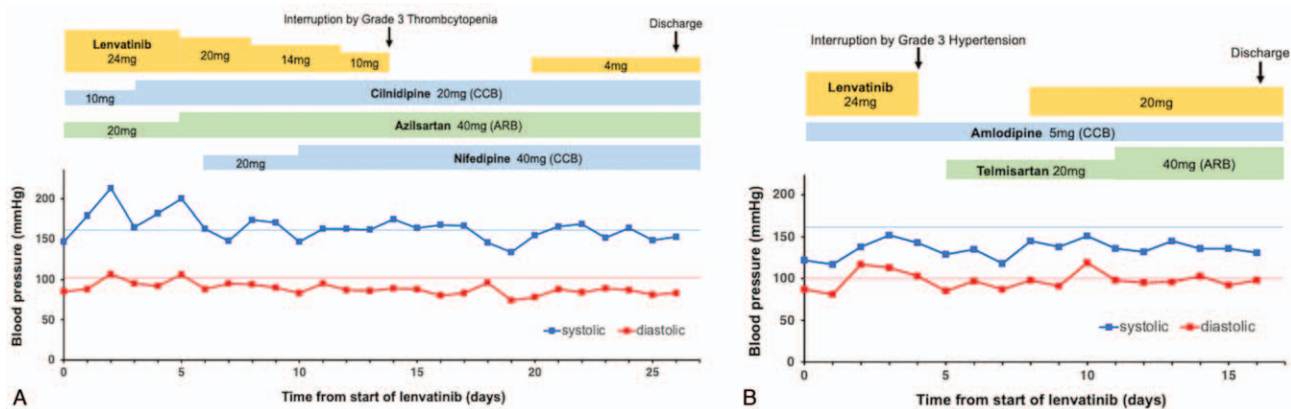 Interruption by Grade 3 Thrombcytopenia
Discharge
Lenvatinib
24mg
20mg
14mg
10mg
4mg
10mg
Cilnidipine 20mg (CCB)
20mg
Azilsartan 40mg (ARB)
20mg
Nifedipine 40mg (CCB)
Blood pressure (mmHg)
200
150
100
50
0
systolic
diastolic
0 5 10 15 20 25
Time from start of lenvatinib (days)
A
Interruption by Grade 3 Hypertension
Discharge
Lenvatinib
24mg
20mg
Amlodipine 5mg (CCB)
Telmisartan 20mg
40mg (ARB)
Blood pressure (mmHg)
200
150
100
50
0
systolic
diastolic
0 5 10 15
Time from start of lenvatinib (days)
B